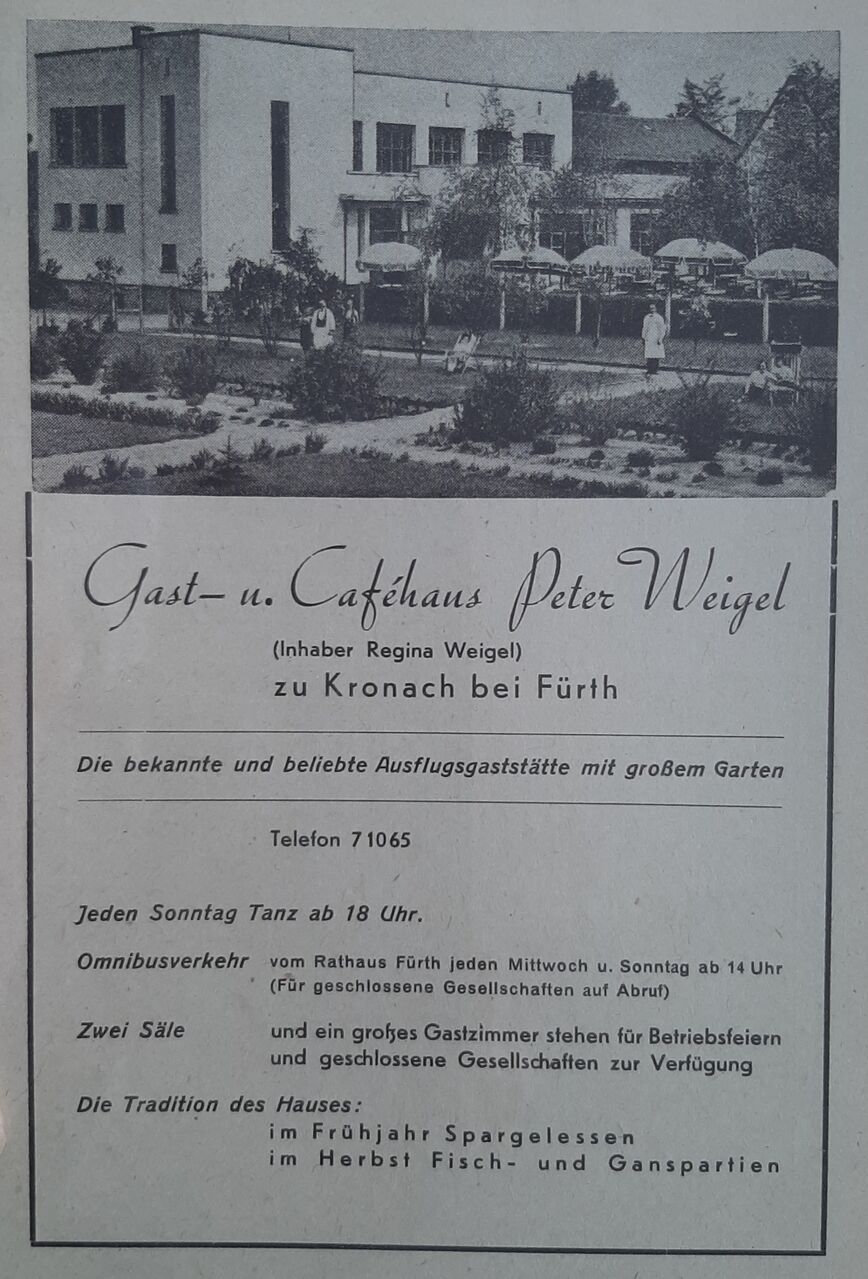 Gast- u. Caféhaus Peter Weigel
(Inhaber Regina Weigel)
zu Kronach bei Fürth
Die bekannte und beliebte Ausflugsgaststätte mit großem Garten
Telefon 71065
Jeden Sonntag Tanz ab 18 Uhr.
Omnibusverkehr vom Rathaus Fürth jeden Mittwoch u. Sonntag ab 14 Uhr
(Für geschlossene Gesellschaften auf Abruf)
Zwei Säle und ein großes Gastzimmer stehen für Betriebsfeiern
und geschlossene Gesellschaften zur Verfügung
Die Tradition des Hauses:
im Frühjahr Spargelessen
im Herbst Fisch- und Ganspartien